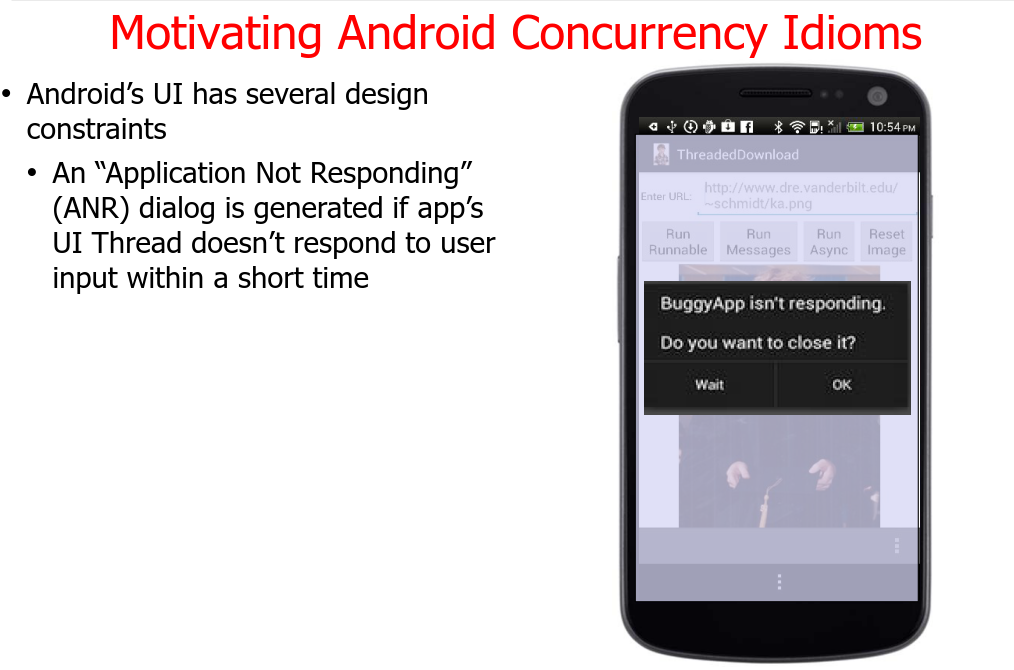 Motivating Android Concurrency Idioms
• Android’s UI has several design
constraints
• An “Application Not Responding”
(ANR) dialog is generated if app’s
UI Thread doesn’t respond to user
input within a short time
10:54 PM
ThreadedDownload
Enter URL:
http://www.dre.vanderbilt.edu/
~schmidt/ka.png
Run Runnable
Run Messages
Run Async
Reset Image
BuggyApp isn't responding.
Do you want to close it?
Wait OK